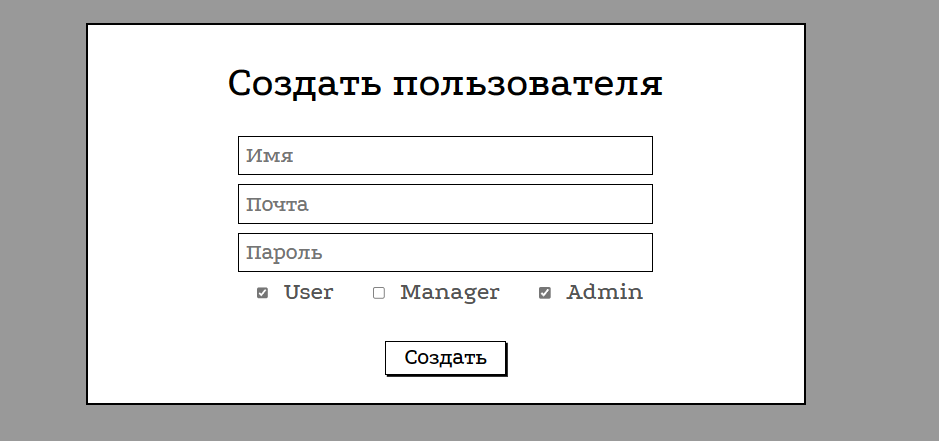 Создать пользователя
Имя
Почта
Пароль
User Manager Admin
Создать